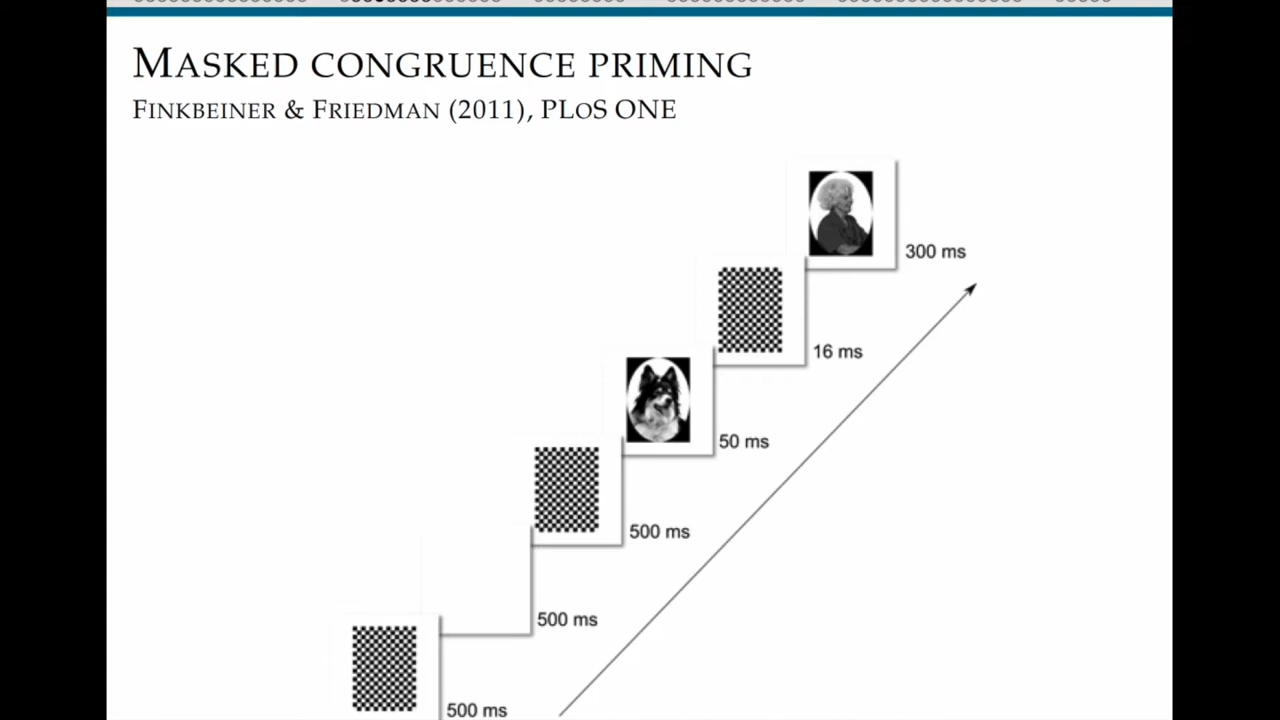 MASKED CONGRUENCE PRIMING
FINKBEINER & FRIEDMAN (2011), PLOS ONE
300 ms
16 ms
50 ms
500 ms
500 ms
500 ms